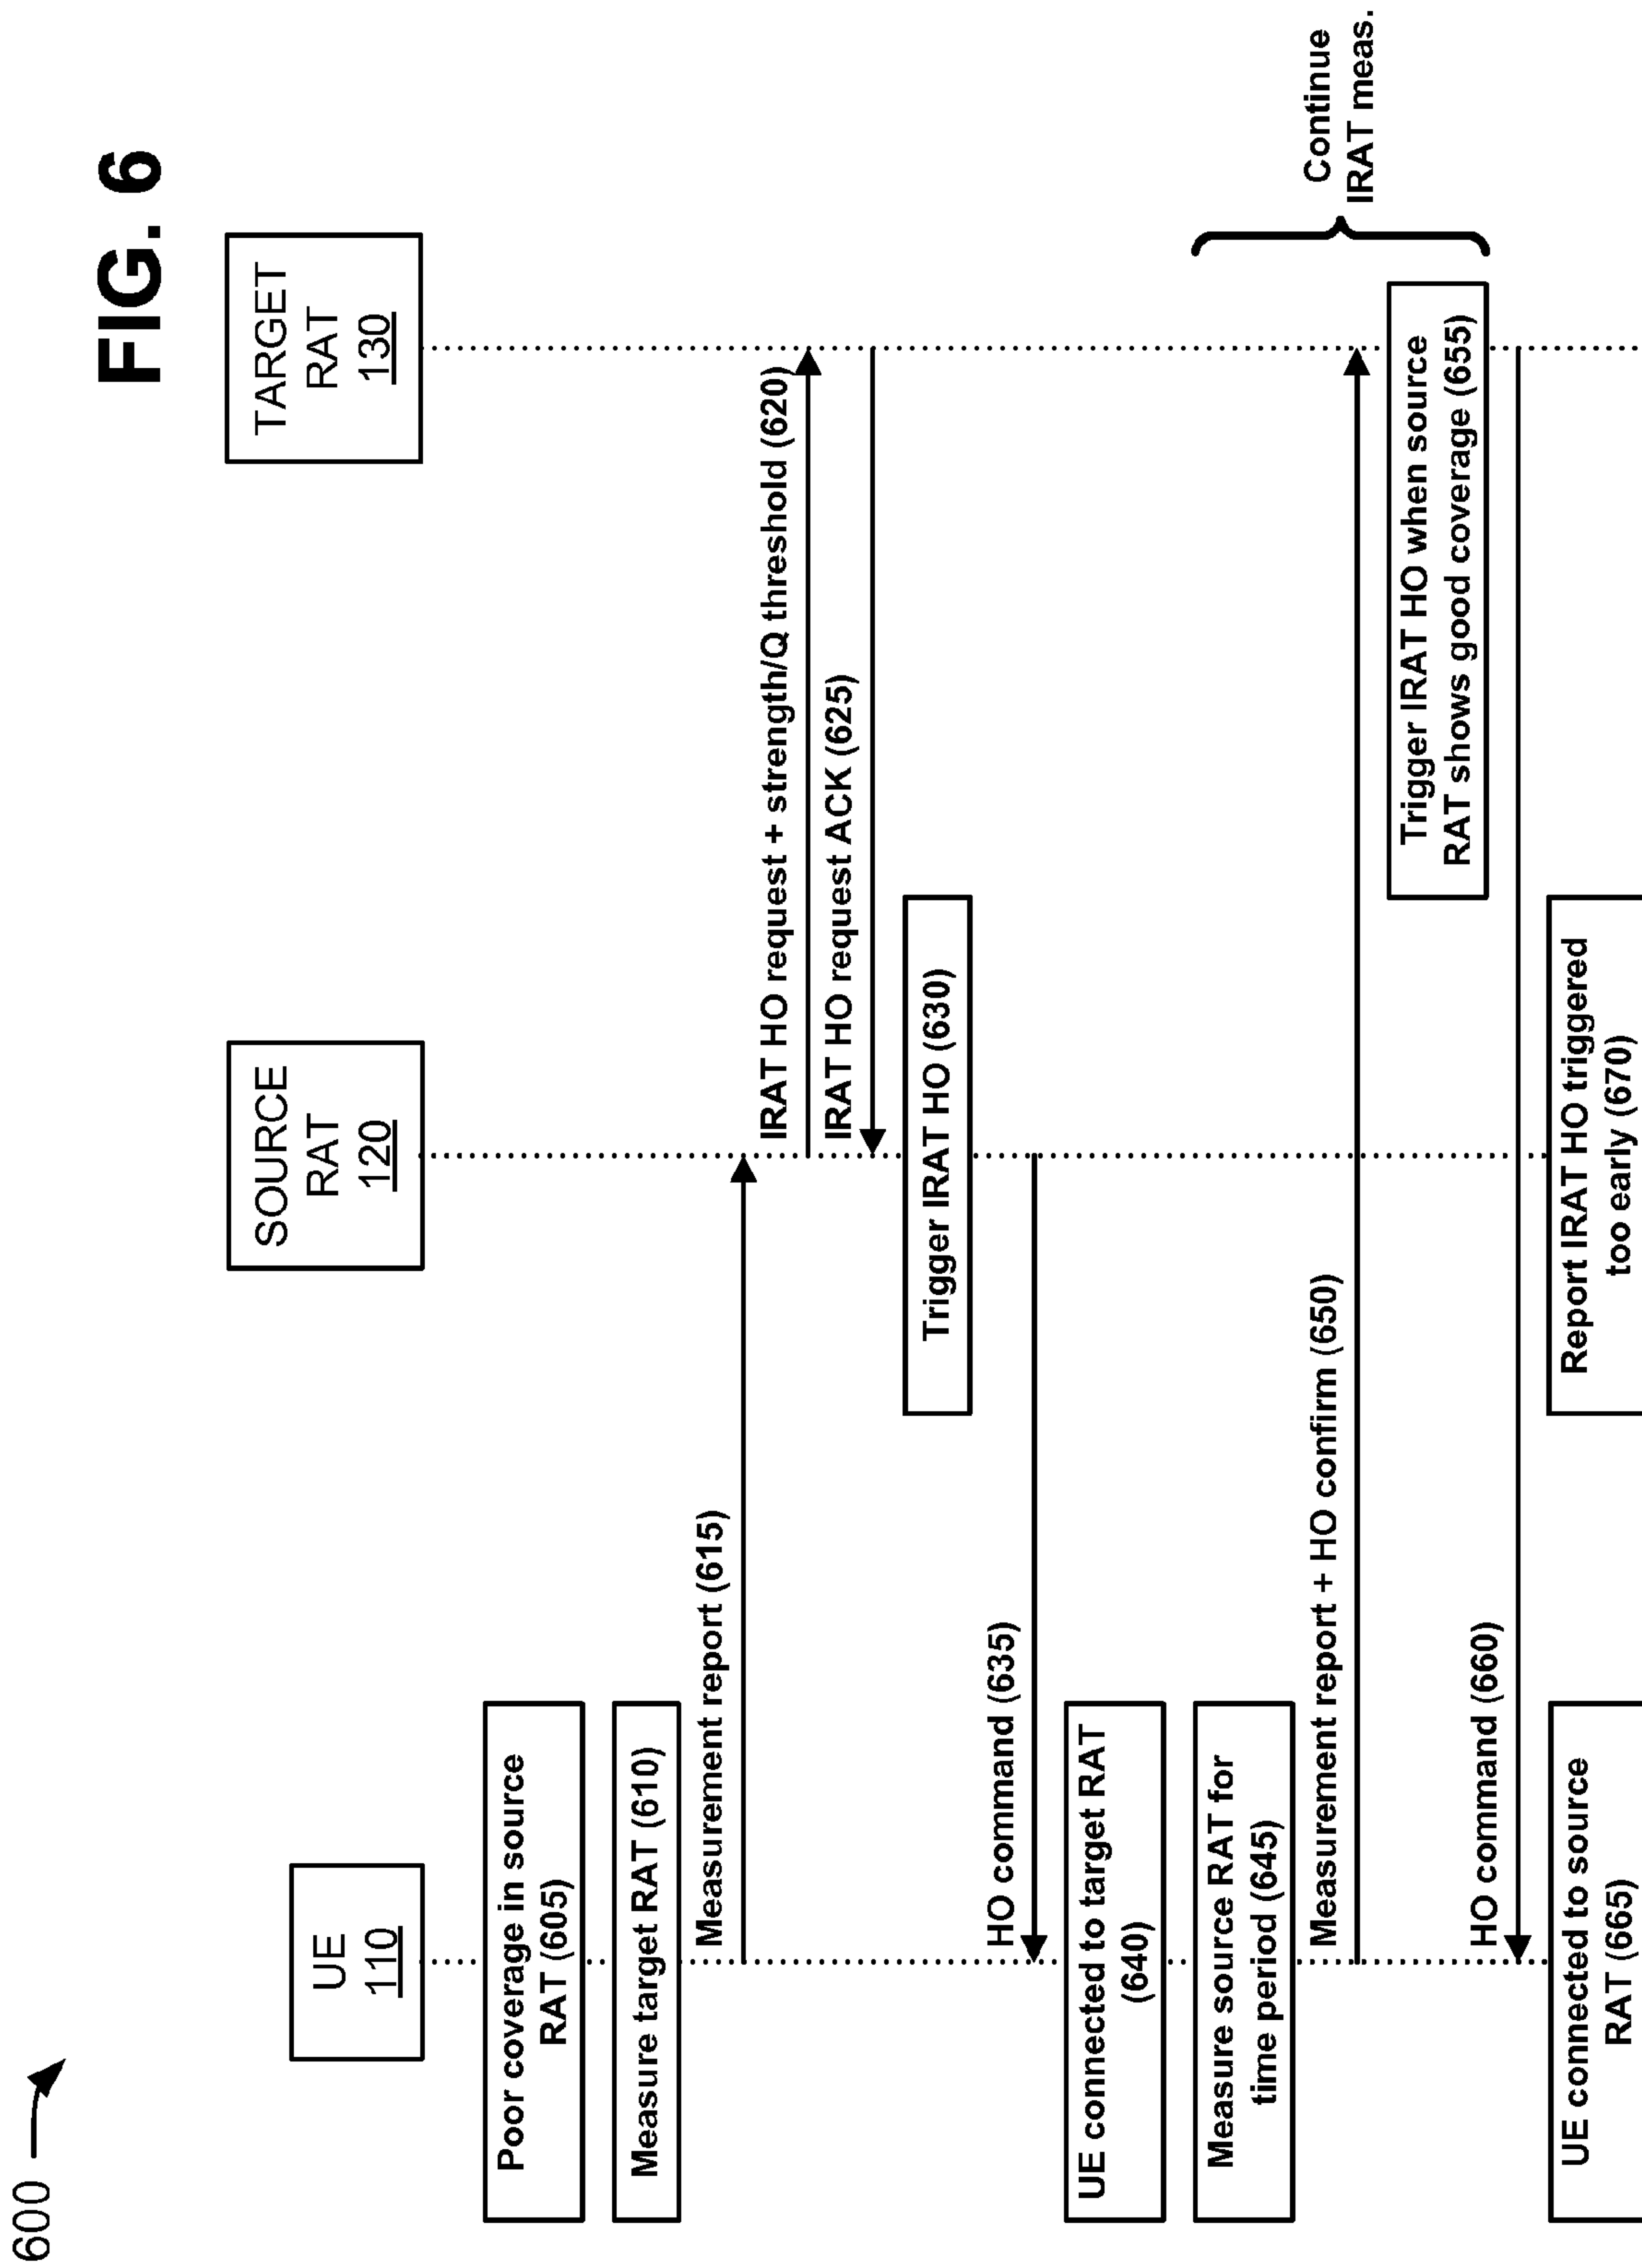 600
FIG. 6
UE
110
SOURCE
RAT
120
TARGET
RAT
130
Poor coverage in source
RAT (605)
Measure target RAT (610)
Measurement report (615)
IRAT HO request + strength/Q threshold (620)
IRAT HO request ACK (625)
Trigger IRAT HO (630)
HO command (635)
UE connected to target RAT
(640)
Measure source RAT for
time period (645)
Measurement report + HO confirm (650)
Continue
IRAT meas.
Trigger IRAT HO when source
RAT shows good coverage (655)
HO command (660)
UE connected to source
RAT (665)
Report IRAT HO triggered
too early (670)